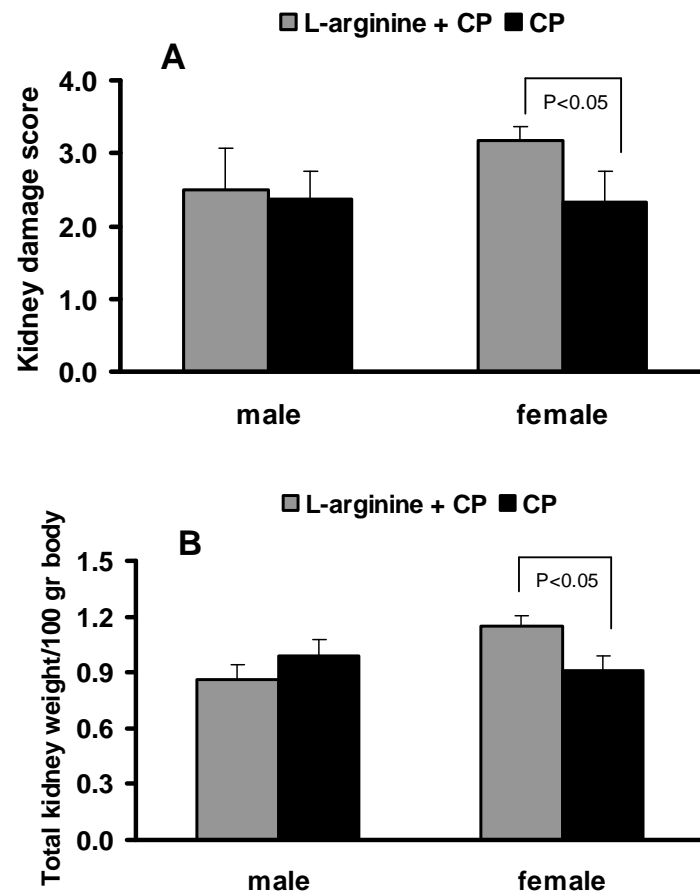 L-arginine + CP CP
A
Kidney damage score
4.0
3.0
2.0
1.0
0.0
P<0.05
male female
L-arginine + CP CP
B
Total kidney weight/100 gr body
1.5
1.2
0.9
0.6
0.3
0.0
P<0.05
male female